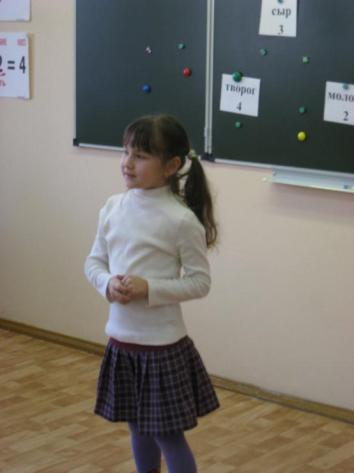 сыр
3
творог
4
моло
2
2 = 4